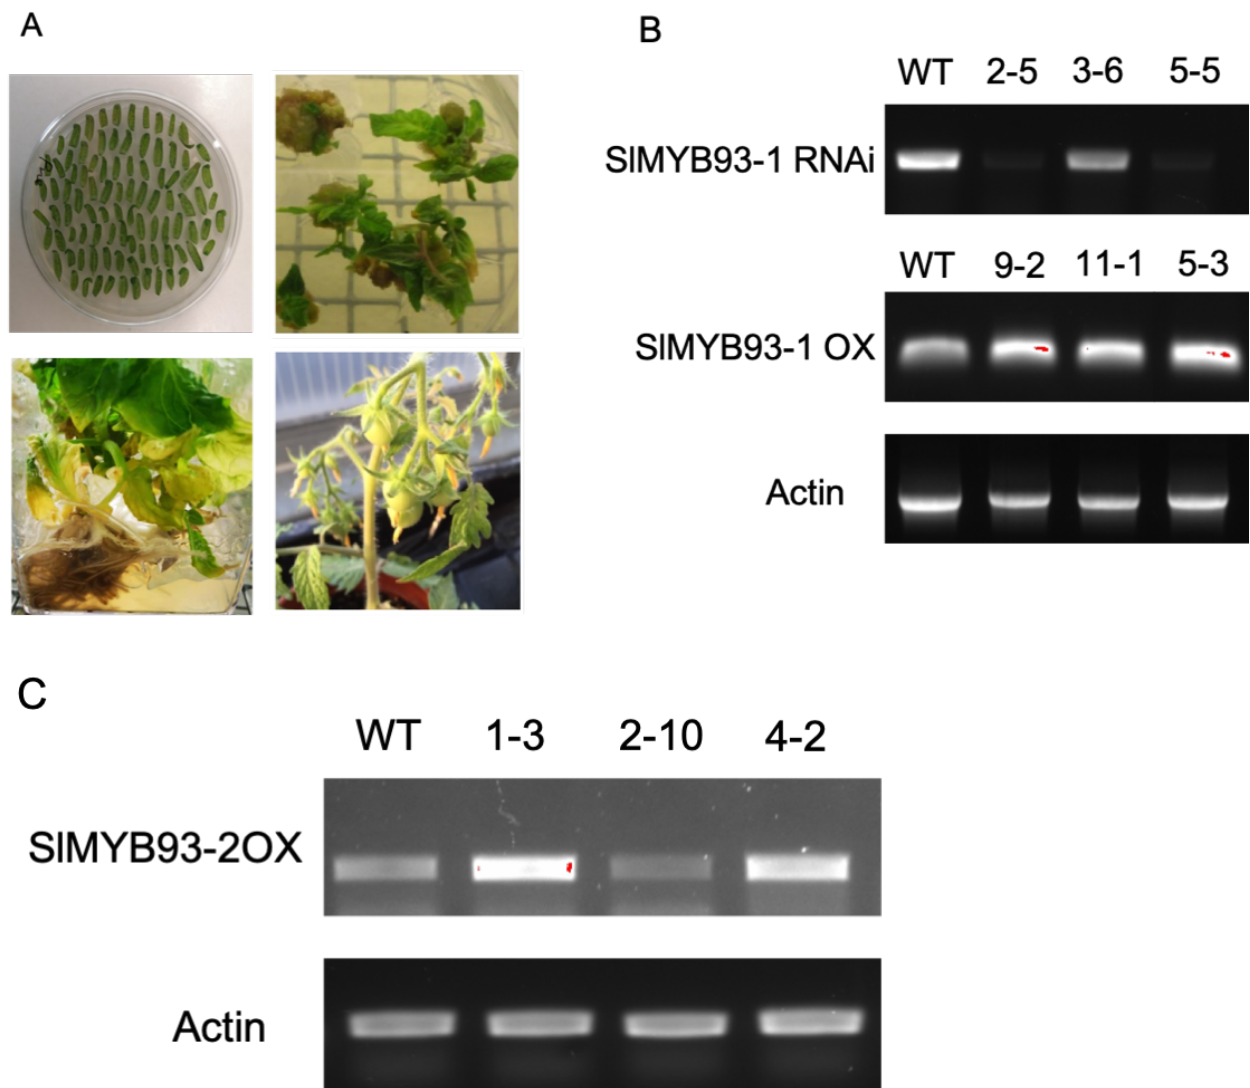 A
B
WT 2-5 3-6 5-5
SlMYB93-1 RNAi
WT 9-2 11-1 5-3
SlMYB93-1 OX
Actin
C
WT 1-3 2-10 4-2
SlMYB93-2OX
Actin